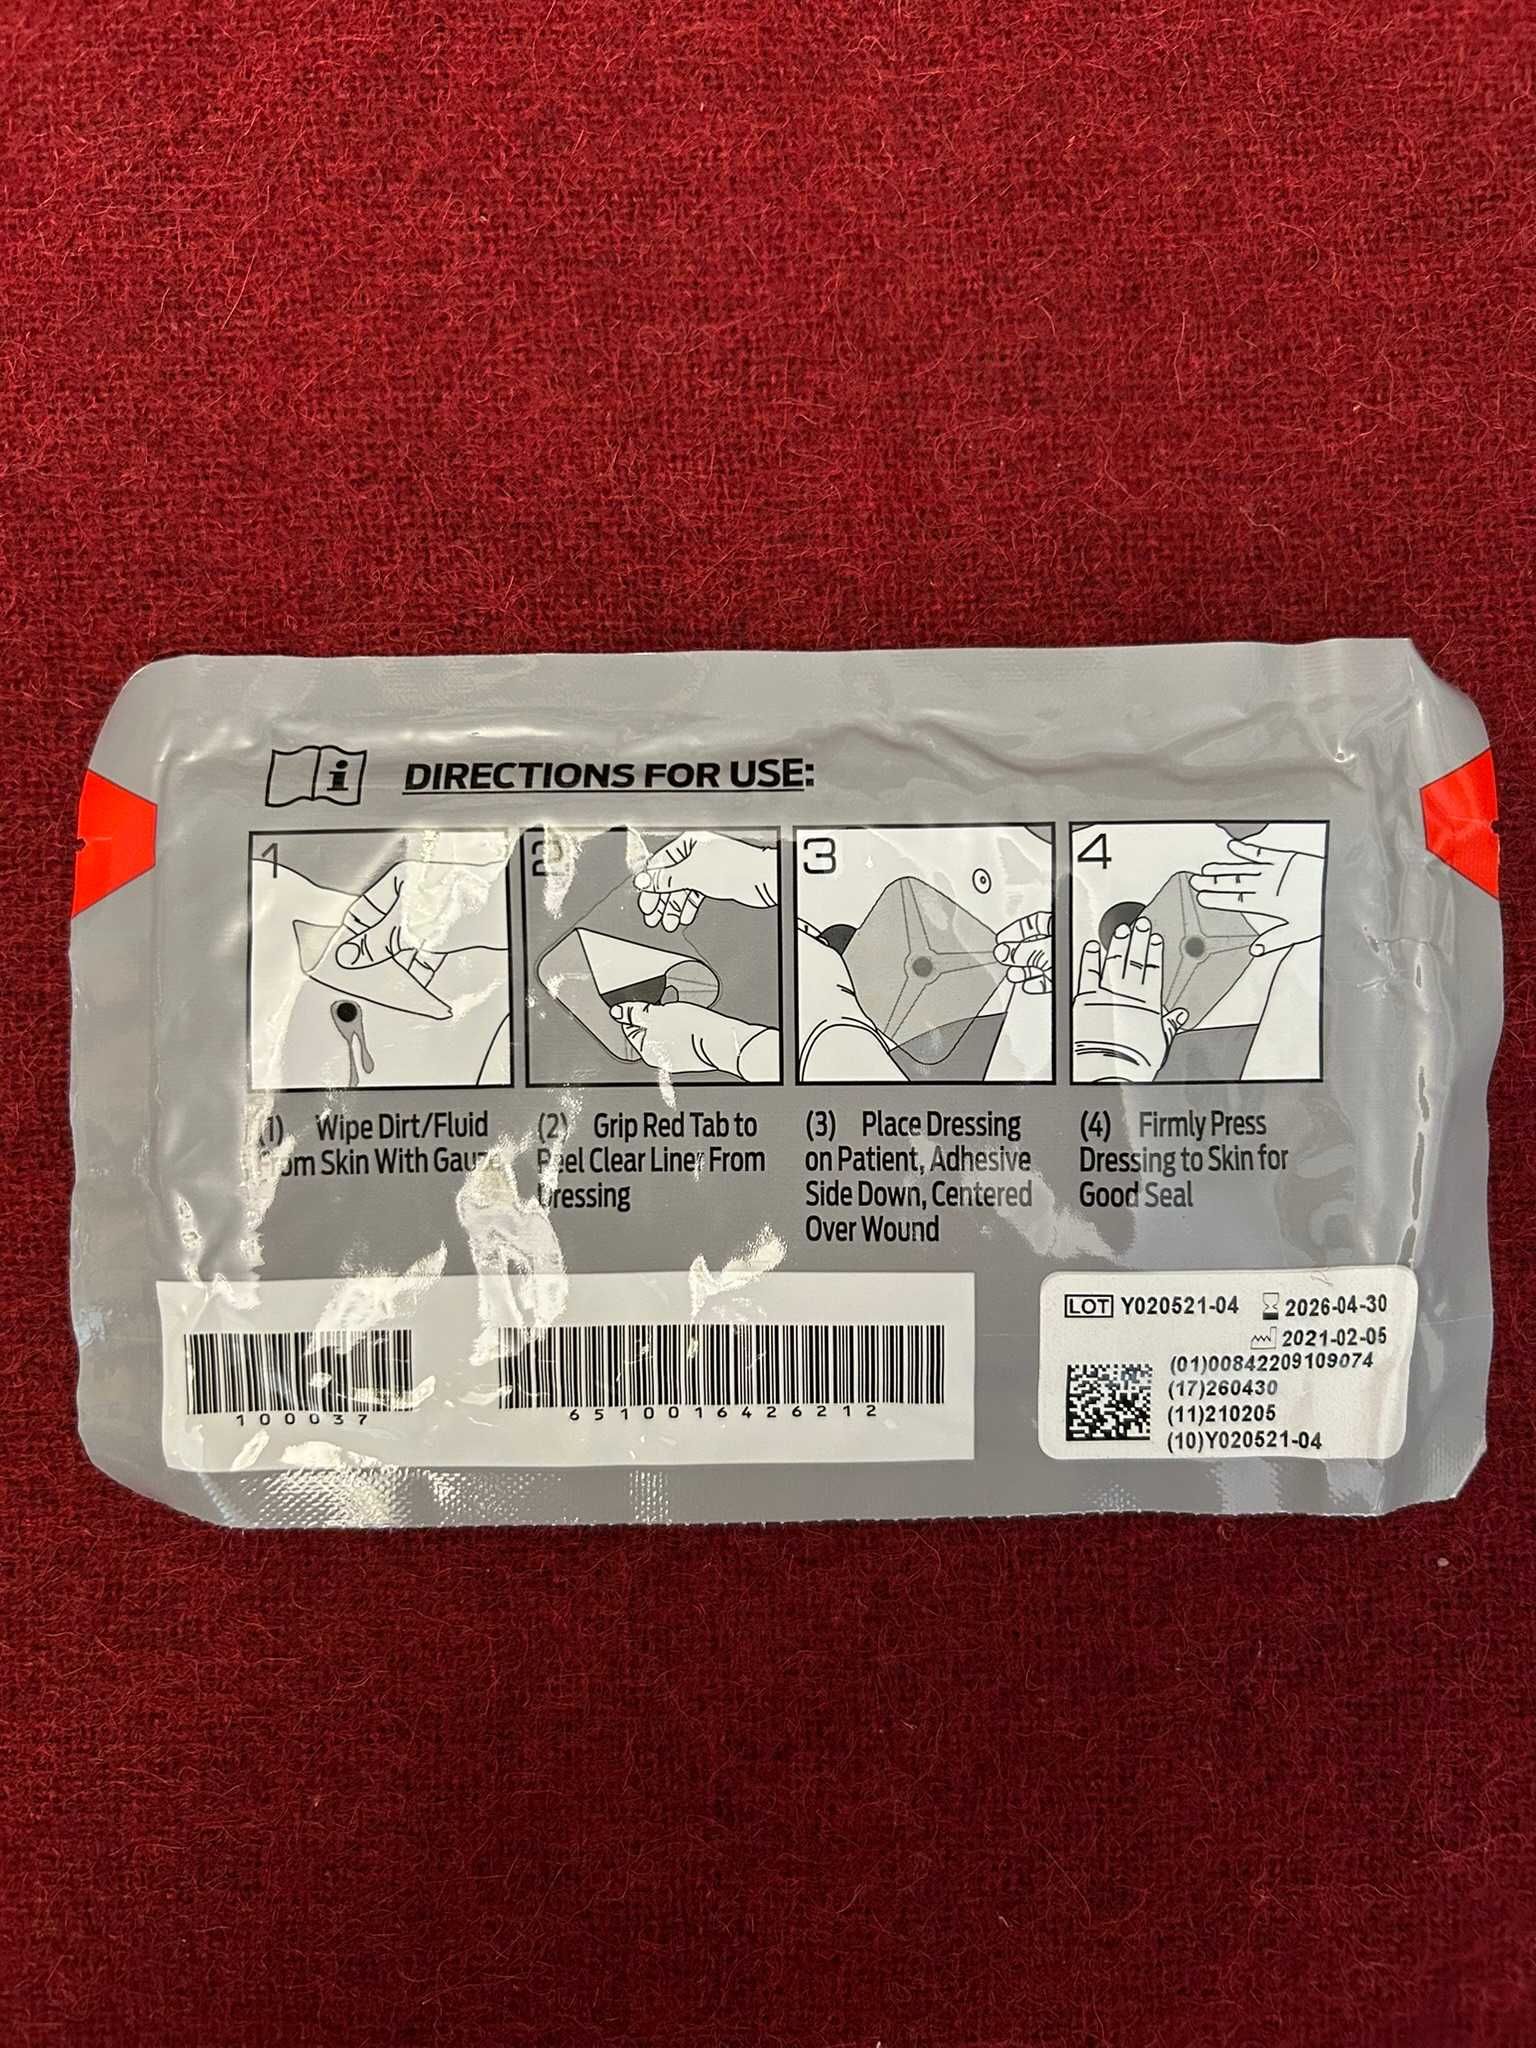 DIRECTIONS FOR USE:
1
2
3
4
(1) Wipe Dirt/Fluid
From Skin With Gauze
(2) Grip Red Tab to
Peel Clear Liner From
Dressing
(3) Place Dressing
on Patient, Adhesive
Side Down, Centered
Over Wound
(4) Firmly Press
Dressing to Skin for
Good Seal
100037
6510016426212
LOT Y020521-04 2026-04-30
2021-02-05
(01)00842209109074
(17)260430
(11)210205
(10)Y020521-04